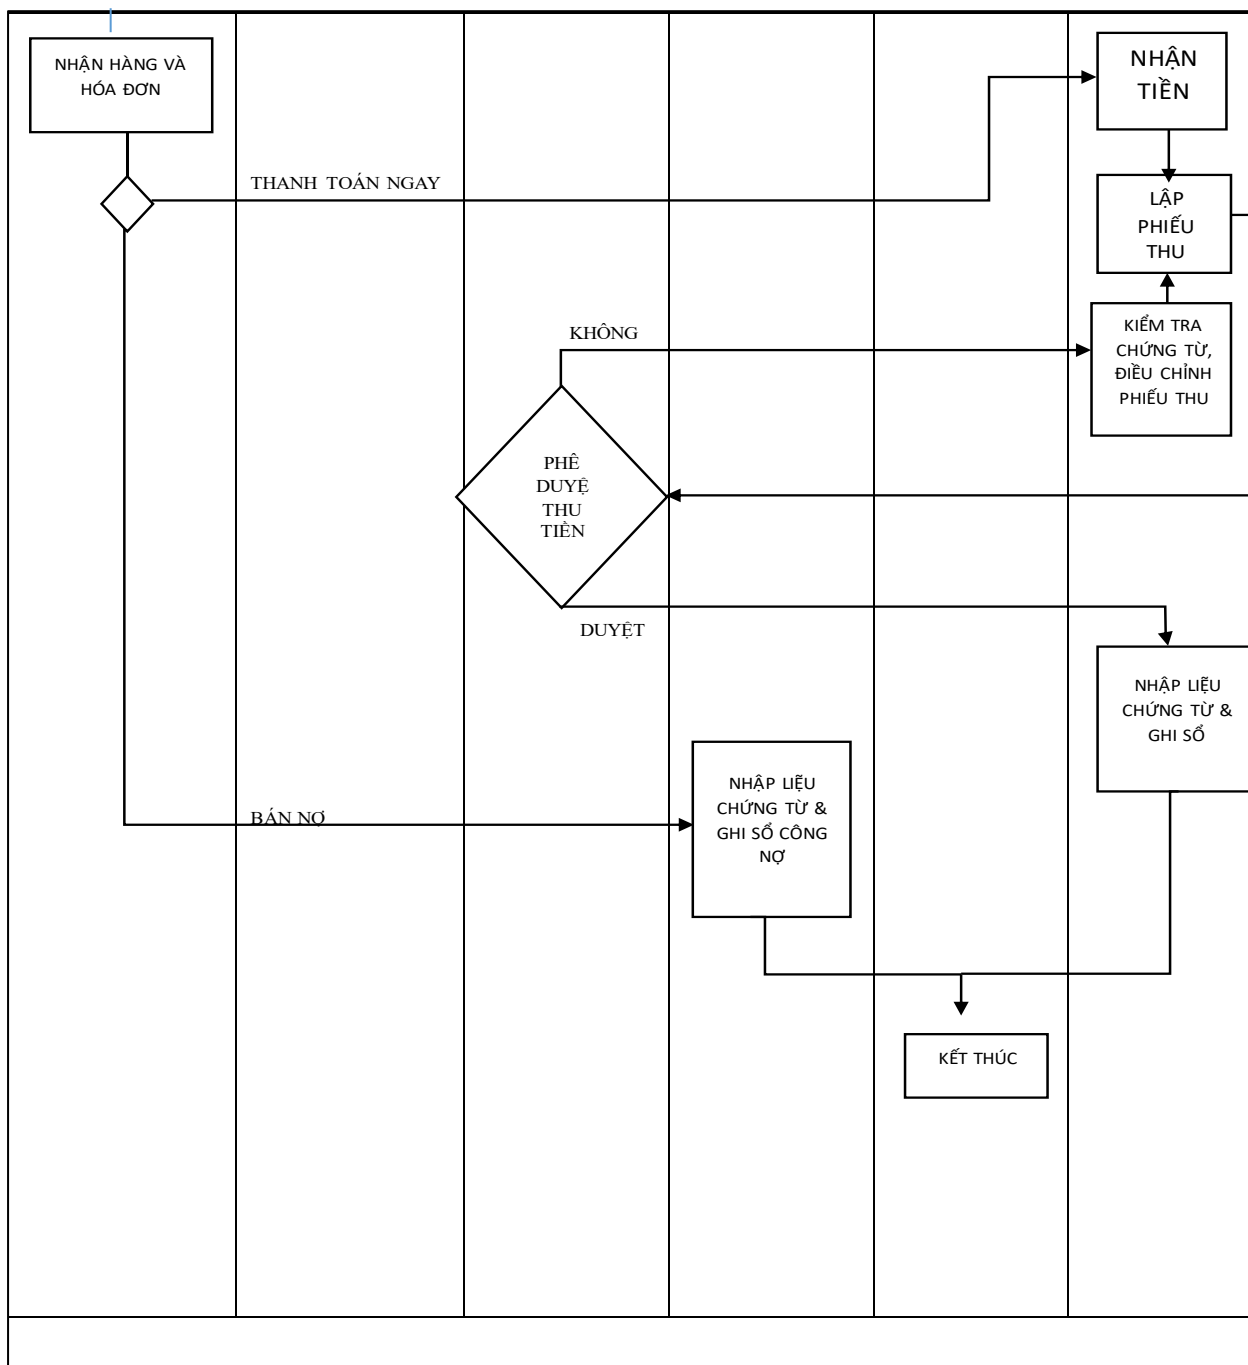 NHẬN HÀNG VÀ
HÓA ĐƠN
NHẬN
TIỀN
THANH TOÁN NGAY
LẬP
PHIẾU
THU
KHÔNG
KIỂM TRA
CHỨNG TỪ,
ĐIỀU CHỈNH
PHIẾU THU
PHÊ
DUYỆ
THU
TIỀN
DUYỆT
NHẬP LIỆU
CHỨNG TỪ &
GHI SỔ
NHẬP LIỆU
CHỨNG TỪ &
GHI SỔ CÔNG
NỢ
BÁN NỢ
KẾT THÚC